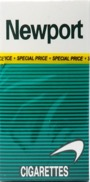 Newport
ICE • SPECIAL PRICE • SPECIAL PRICE •
CIGARETTES